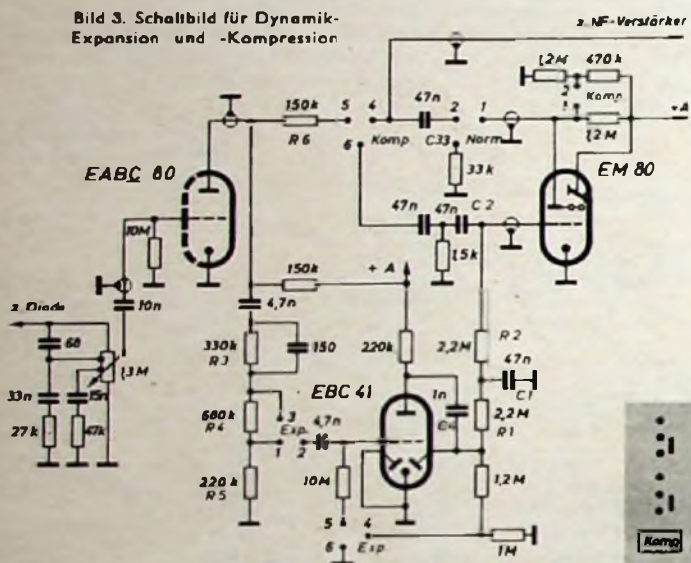 Bild 3. Schaltbild für Dynamik-
Expansion und -Kompression
z. NF-Verstärker
1,2M 470k
2
Komp
1
+A
1,2M
150k 5 4 47n 2 1
R6 Komp C33 Norm
6
33k
EABC 80
EM 80
10M
47n 47n C2
1,5k
150k + A
10n
4,7n
z. Diode
68
1,3M
330k 150
R3
220k
2,2M R2
47n
C1
EBC 41
1n
C4
33n 15n
27k 47k
680k 3 4,7n
R4 Exp.
1 2
2,2M
R1
220k
R5
10M
1,2M
5 4
6 Exp
1M
Komp